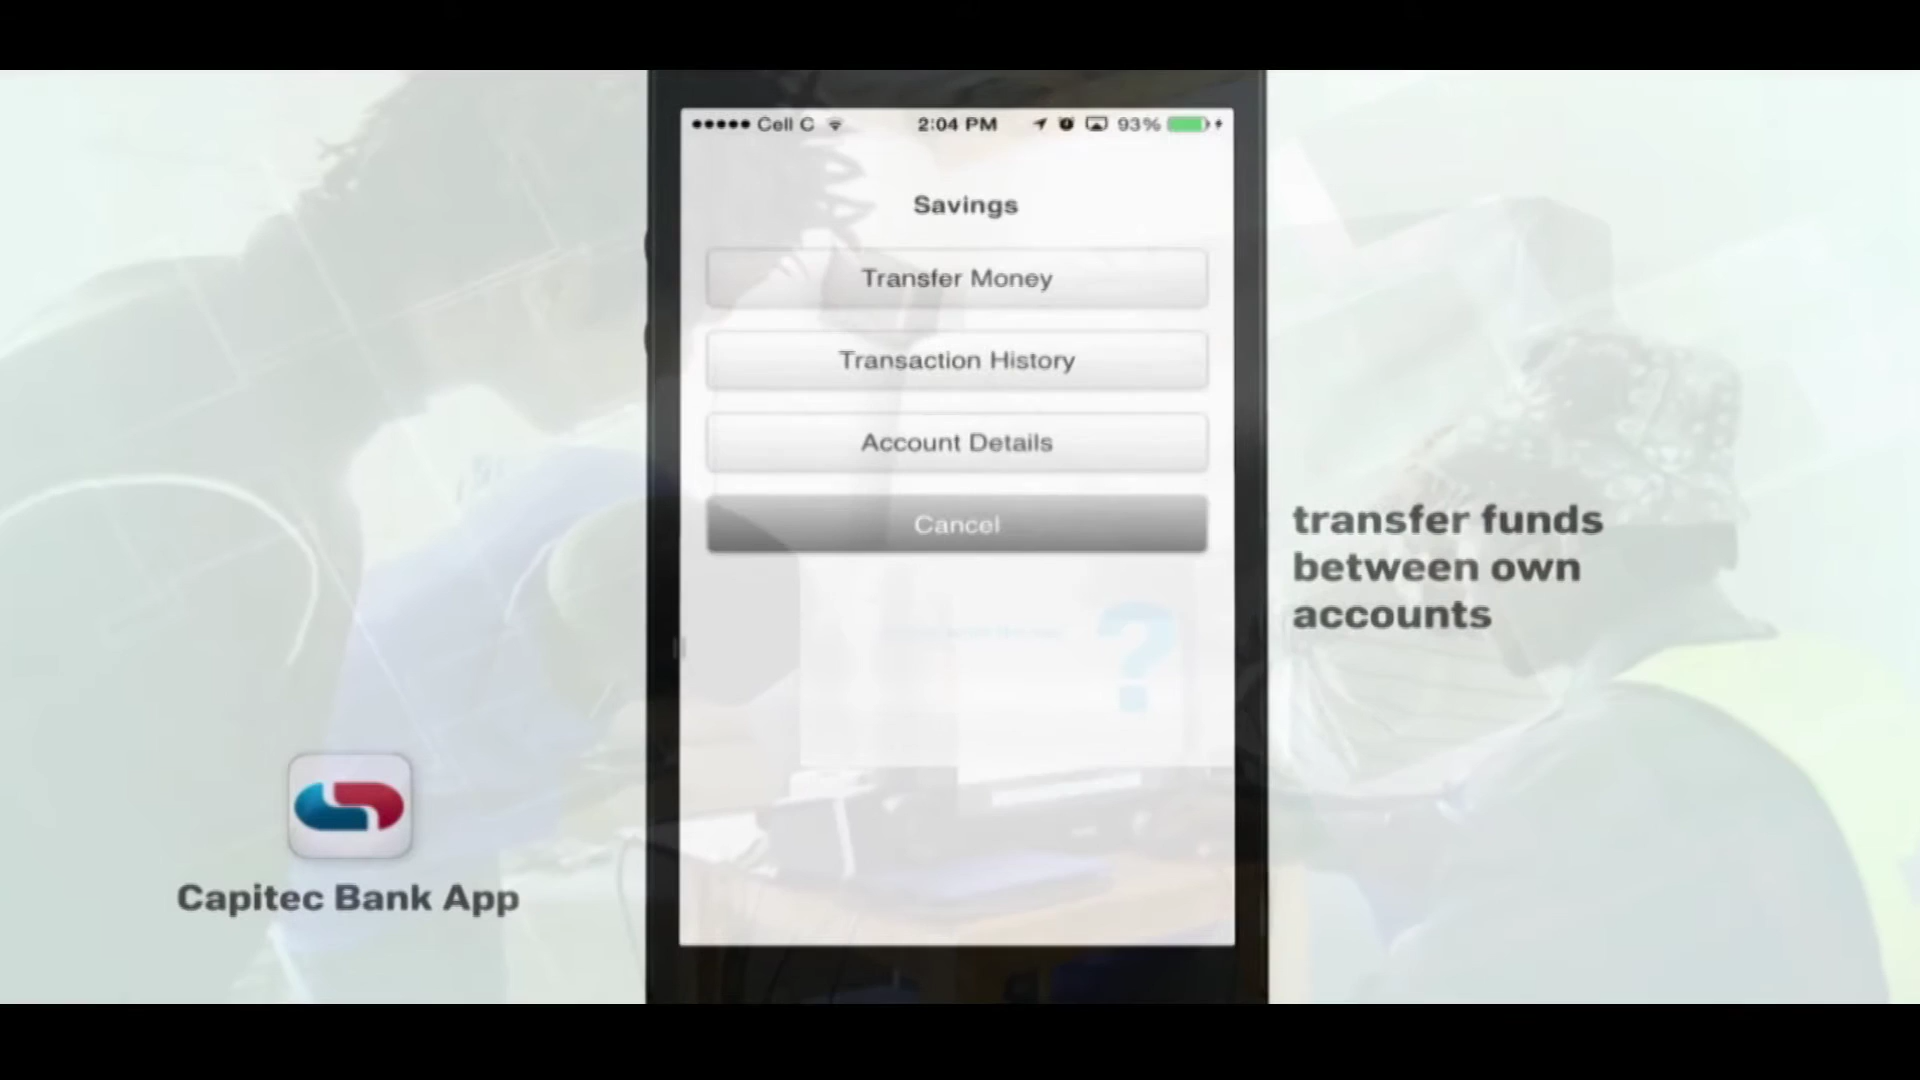 Cell C 2:04 PM 93%
Savings
Transfer Money
Transaction History
Account Details
Cancel
?
transfer funds
between own
accounts
Capitec Bank App